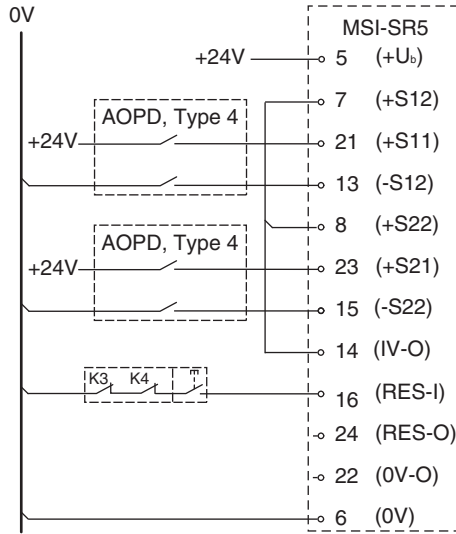 0V
MSI-SR5
+24V 5 (+Ub)
7 (+S12)
AOPD, Type 4
+24V 21 (+S11)
13 (-S12)
8 (+S22)
AOPD, Type 4
+24V 23 (+S21)
15 (-S22)
14 (IV-O)
K3 K4 16 (RES-I)
24 (RES-O)
22 (0V-O)
6 (0V)